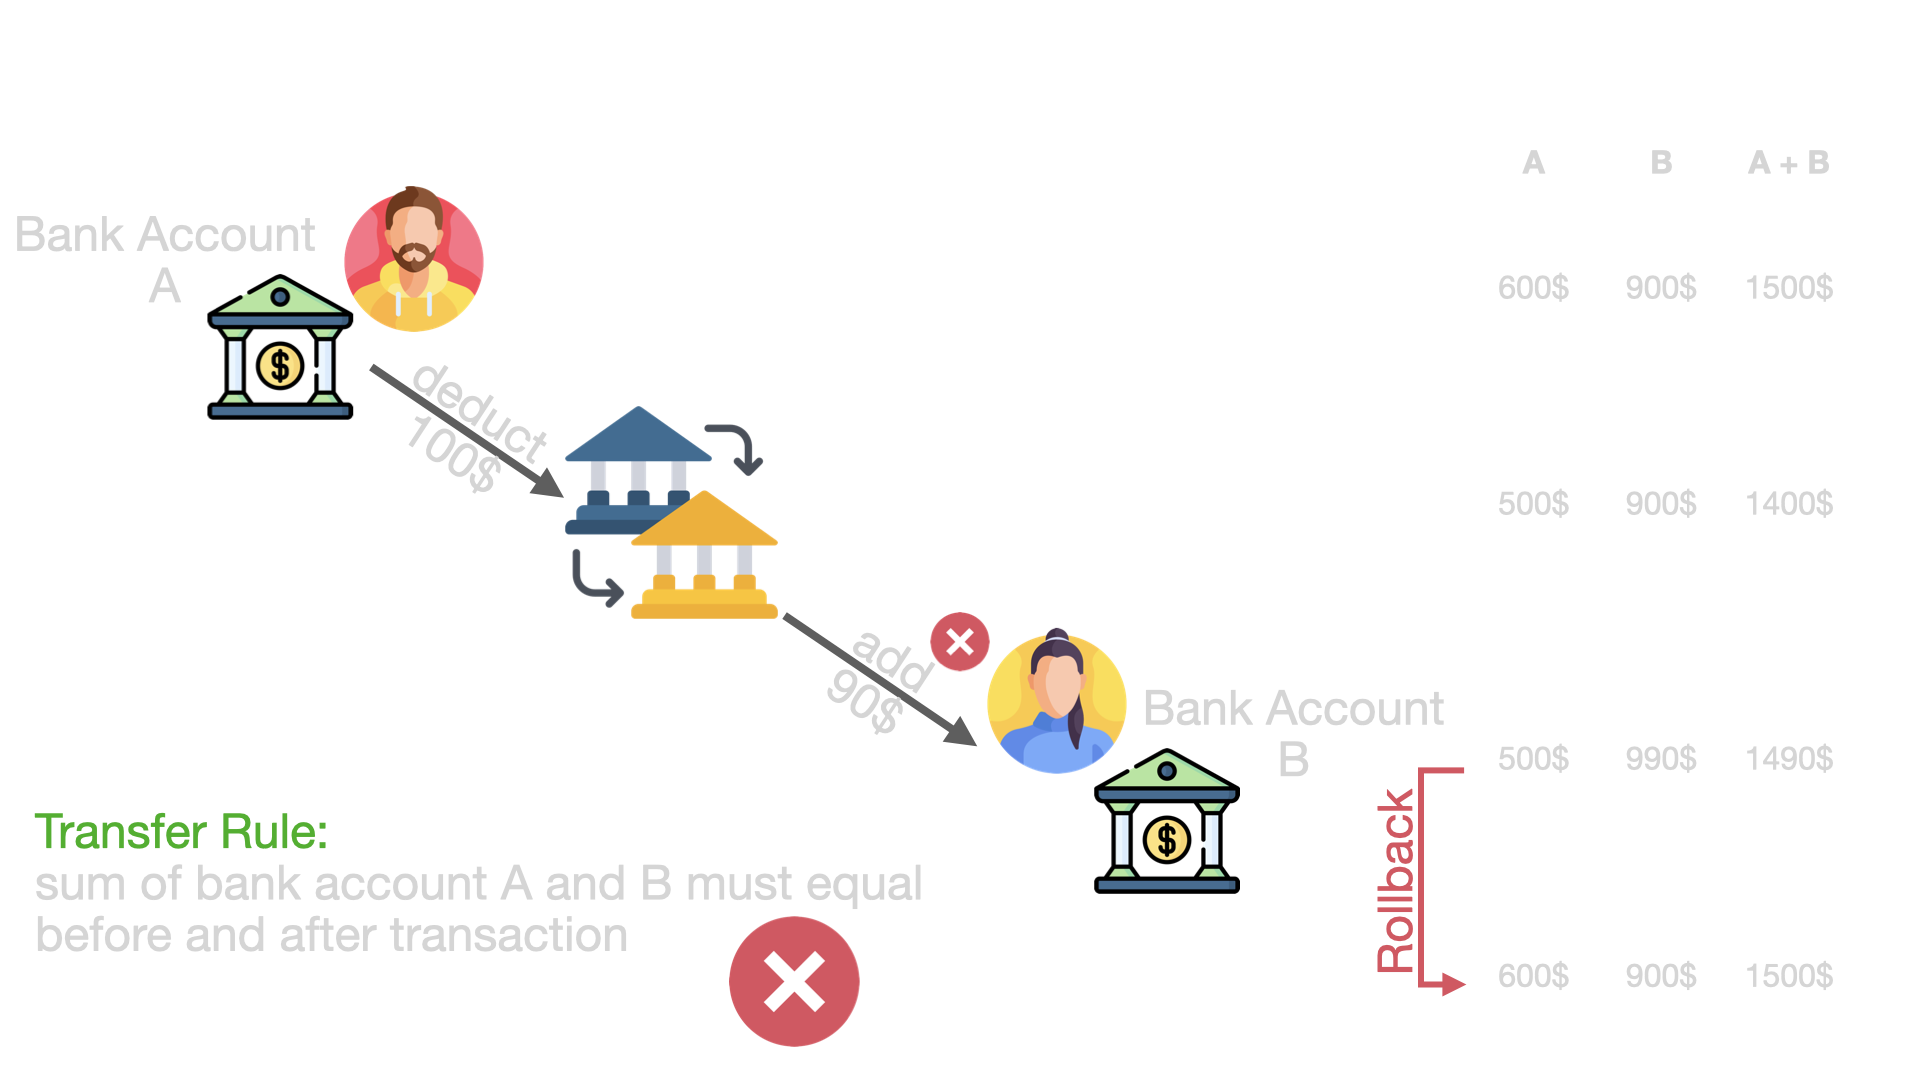 A B A + B
Bank Account
A
600$ 900$ 1500$
$
deduct
100$
500$ 900$ 1400$
add
90$
Bank Account
B
500$ 990$ 1490$
$
Transfer Rule:
sum of bank account A and B must equal
before and after transaction
Rollback
600$ 900$ 1500$